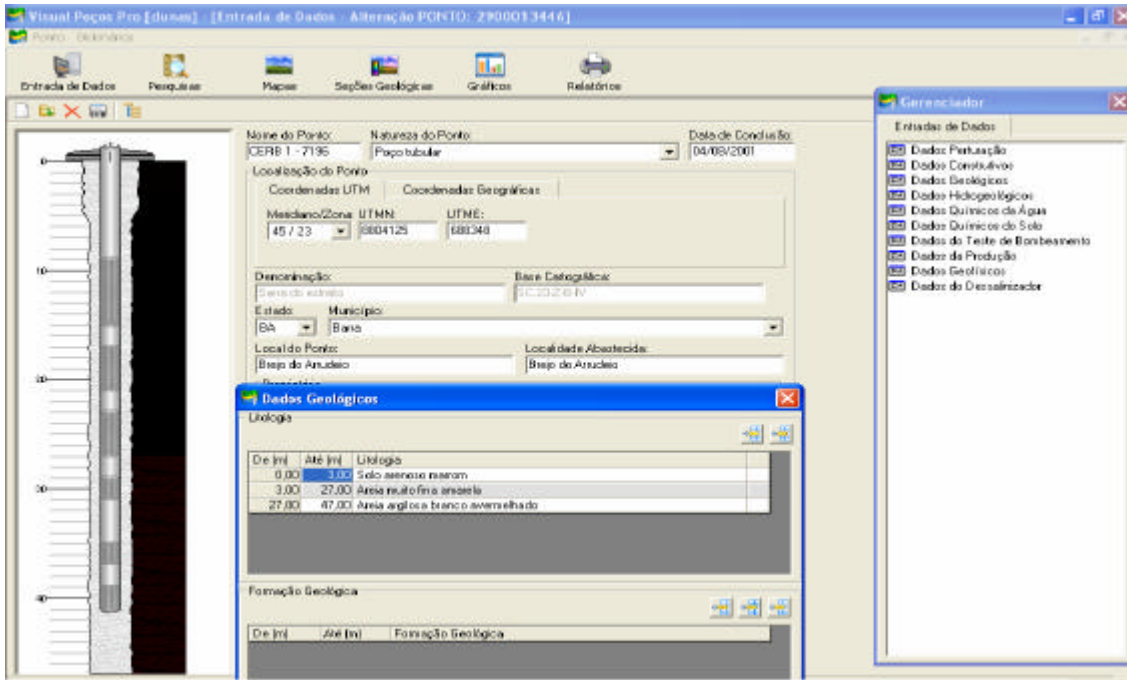 Visual Poços Pro [dunas] - [Entrada de Dados - Alteração PONTO: 2900013446]
Ponto Dicionários
Entrada de Dados Pesquisas Mapas Seções Geológicas Gráficos Relatórios
Gerenciador
Entradas de Dados
Dados Perfuração
Dados Construtivos
Dados Geológicos
Dados Hidrogeológicos
Dados Químicos da Água
Dados Químicos do Solo
Dados do Teste de Bombeamento
Dados da Produção
Dados Geofísicos
Dados do Dessalinizador
0
10
20
30
40
Nome do Ponto: Natureza do Ponto: Data de Conclusão:
CERB 1 - 7196 Poço tubular 04/08/2001
Localização do Ponto
Coordenadas UTM Coordenadas Geográficas
Meridiano/Zona: UTMN: UTME:
45 / 23 8804125 688348
Denominação: Base Cartográfica:
Serra do estreito
Estado: Município:
BA Barra
Local do Ponto: Localidade Abastecida:
Brejo do Arrudeio Brejo do Arrudeio
Dados Geológicos
Litologia
De (m) Até (m) Litologia
0,00 3,00 Solo arenoso marrom
3,00 27,00 Areia muito fina amarela
27,00 47,00 Areia argilosa branco avermelhado
Formação Geológica
De (m) Até (m) Formação Geológica